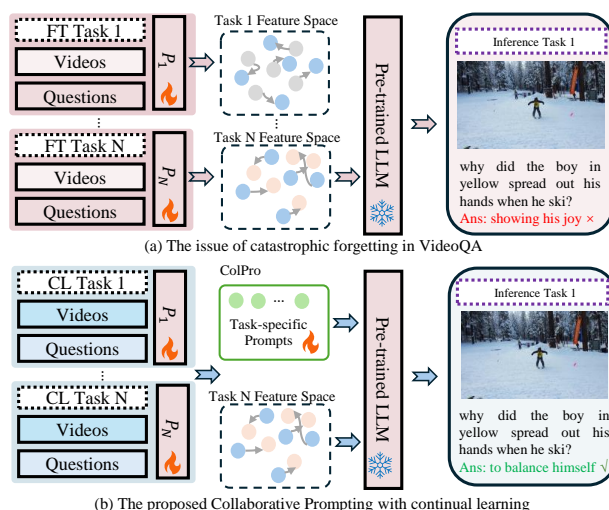 FT Task 1
Videos
Questions
P1
⋮
FT Task N
Videos
Questions
PN
Task 1 Feature Space
⋮
Task N Feature Space
Pre-trained LLM
Inference Task 1
why did the boy in
yellow spread out his
hands when he ski?
Ans: showing his joy ×
(a) The issue of catastrophic forgetting in VideoQA
CL Task 1
Videos
Questions
P1
⋮
CL Task N
Videos
Questions
PN
ColPro
...
Task-specific
Prompts
Task N Feature Space
Pre-trained LLM
Inference Task 1
why did the boy in
yellow spread out his
hands when he ski?
Ans: to balance himself √
(b) The proposed Collaborative Prompting with continual learning